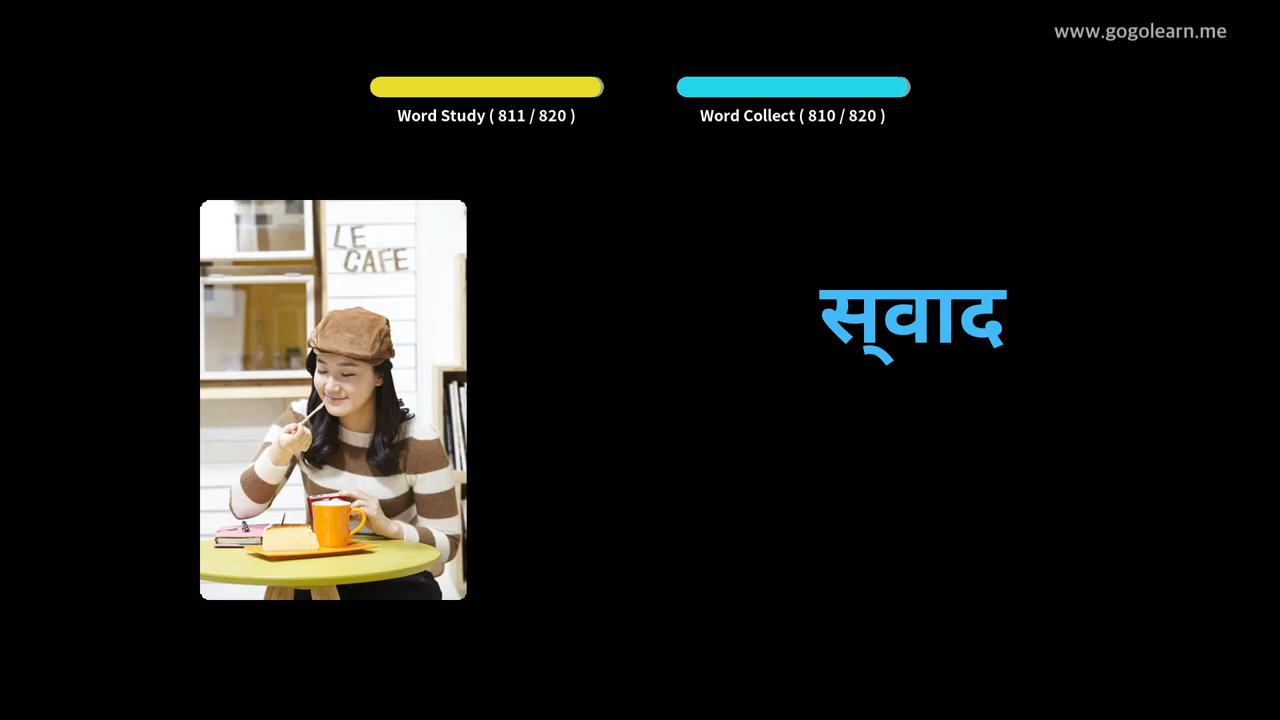 www.gogolearn.me
Word Study ( 811 / 820 )
Word Collect ( 810 / 820 )
LE
CAFE
स्‌वाद